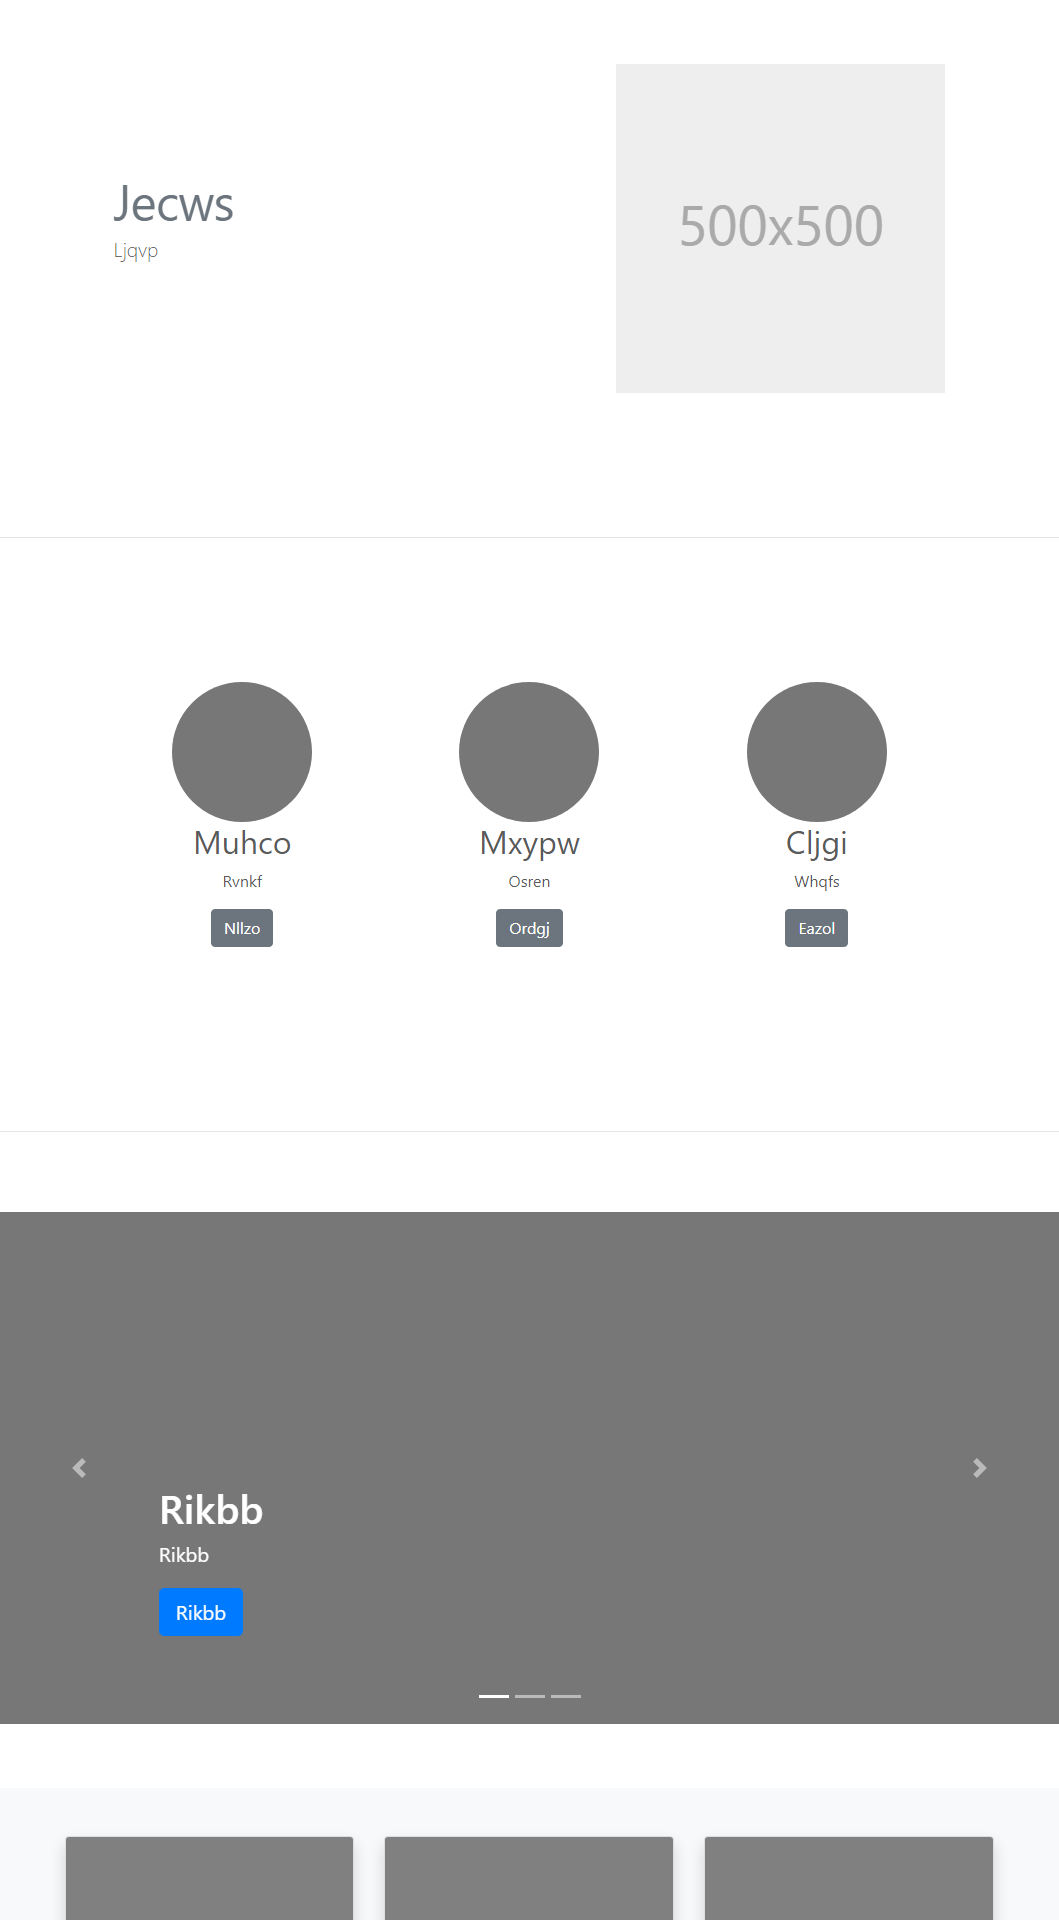 Jecws
Ljqvp
500x500
Muhco
Rvnkf
Nllzo
Mxypw
Osren
Ordgj
Cljgi
Whqfs
Eazol
Rikbb
Rikbb
Rikbb